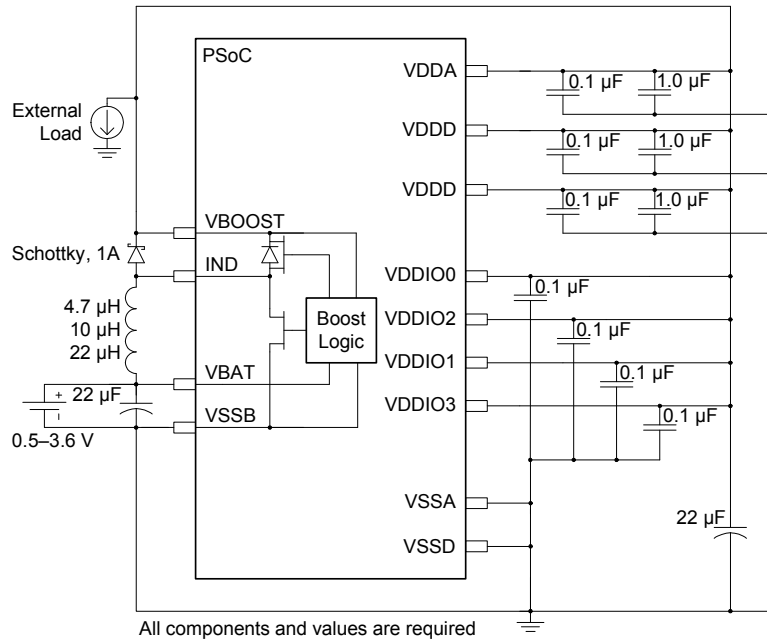 PSoC
VDDA
0.1 µF
1.0 µF
External
Load
VDDD
0.1 µF
1.0 µF
VDDD
0.1 µF
1.0 µF
VBOOST
Schottky, 1A
IND
VDDIO0
0.1 µF
4.7 µH
10 µH
22 µH
Boost
Logic
VDDIO2
0.1 µF
VDDIO1
0.1 µF
VBAT
22 µF
VDDIO3
0.1 µF
VSSB
0.5–3.6 V
VSSA
22 µF
VSSD
All components and values are required